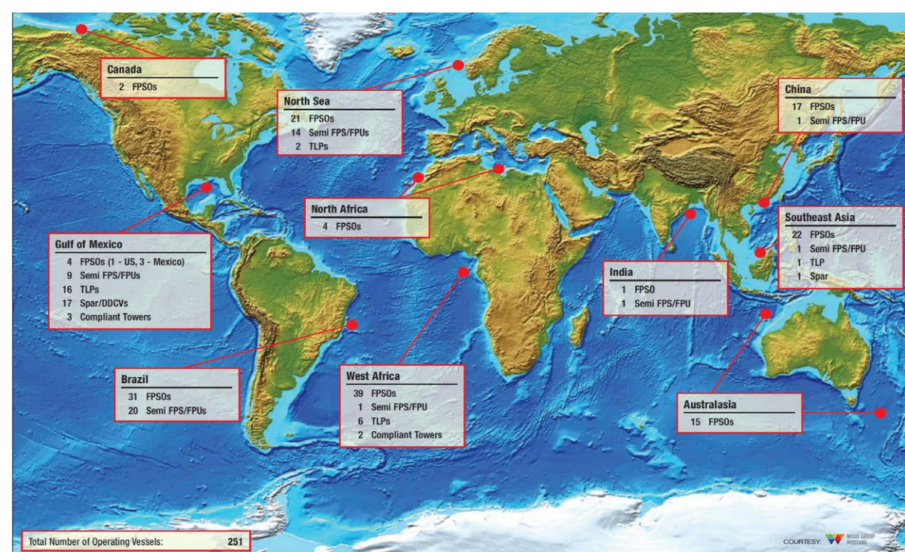 Canada
2 FPSOs
North Sea
21 FPSOs
14 Semi FPS/FPUs
2 TLPs
China
17 FPSOs
1 Semi FPS/FPU
North Africa
4 FPSOs
Gulf of Mexico
4 FPSOs (1 - US, 3 - Mexico)
9 Semi FPS/FPUs
16 TLPs
17 Spar/DDCVs
3 Compliant Towers
Southeast Asia
22 FPSOs
1 Semi FPS/FPU
1 TLP
1 Spar
India
1 FPSO
1 Semi FPS/FPU
Brazil
31 FPSOs
20 Semi FPS/FPUs
West Africa
39 FPSOs
1 Semi FPS/FPU
6 TLPs
2 Compliant Towers
Australasia
15 FPSOs
Total Number of Operating Vessels: 251
COURTESY: WOOD GROUP
MUSTANG